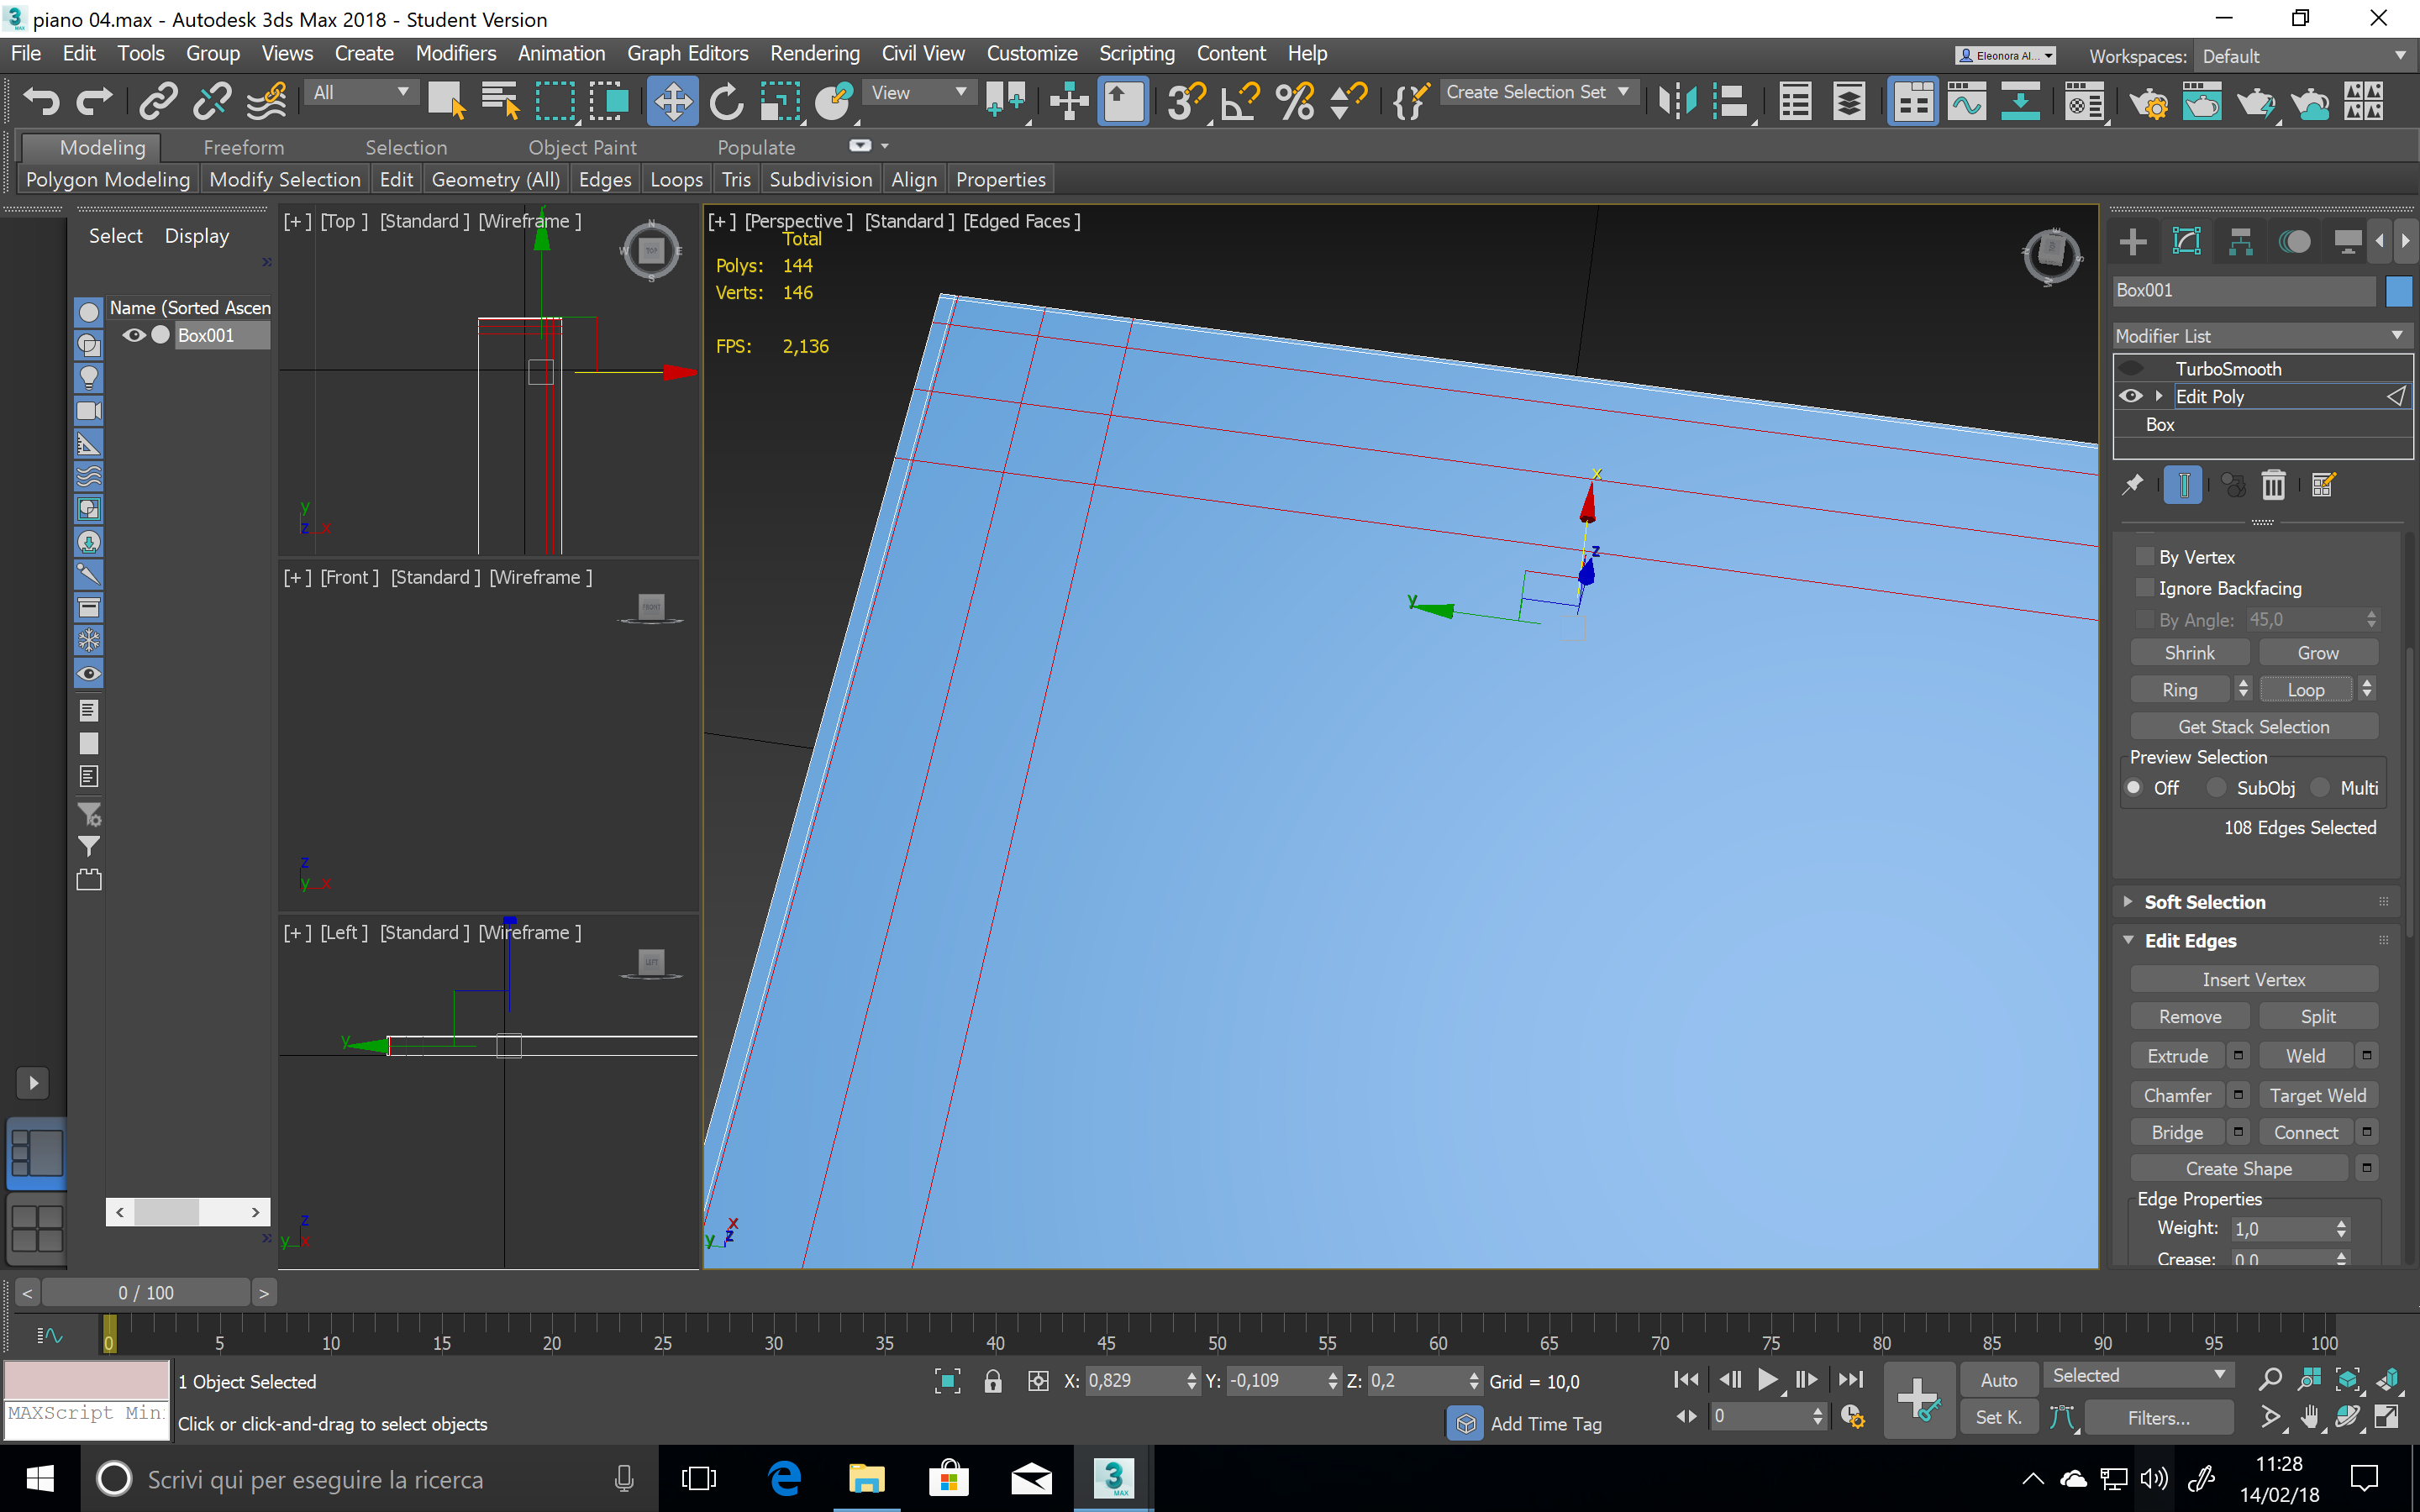 piano 04.max - Autodesk 3ds Max 2018 - Student Version
File Edit Tools Group Views Create Modifiers Animation Graph Editors Rendering Civil View Customize Scripting Content Help
Eleonora Al... Workspaces: Default
All View Create Selection Set
Modeling Freeform Selection Object Paint Populate
Polygon Modeling Modify Selection Edit Geometry (All) Edges Loops Tris Subdivision Align Properties
Select Display
Name (Sorted Ascen
Box001
[+] [Top] [Standard] [Wireframe]
N
W TOP E
S
y
z x
[+] [Front] [Standard] [Wireframe]
FRONT
z
y x
[+] [Left] [Standard] [Wireframe]
LEFT
y
z
y x
[+] [Perspective] [Standard] [Edged Faces]
Total
Polys: 144
Verts: 146
FPS: 2,136
x
z
y
x
y z
Box001
Modifier List
TurboSmooth
Edit Poly
Box
By Vertex
Ignore Backfacing
By Angle: 45,0
Shrink Grow
Ring Loop
Get Stack Selection
Preview Selection
Off SubObj Multi
108 Edges Selected
Soft Selection
Edit Edges
Insert Vertex
Remove Split
Extrude Weld
Chamfer Target Weld
Bridge Connect
Create Shape
Edge Properties
Weight: 1,0
Crease: 0,0
< 0 / 100 >
0 5 10 15 20 25 30 35 40 45 50 55 60 65 70 75 80 85 90 95 100
1 Object Selected
X: 0,829 Y: -0,109 Z: 0,2 Grid = 10,0
Auto Selected
MAXScript Min
Click or click-and-drag to select objects
Add Time Tag
0
Set K. Filters...
Scrivi qui per eseguire la ricerca
3
MAX
11:28
14/02/18